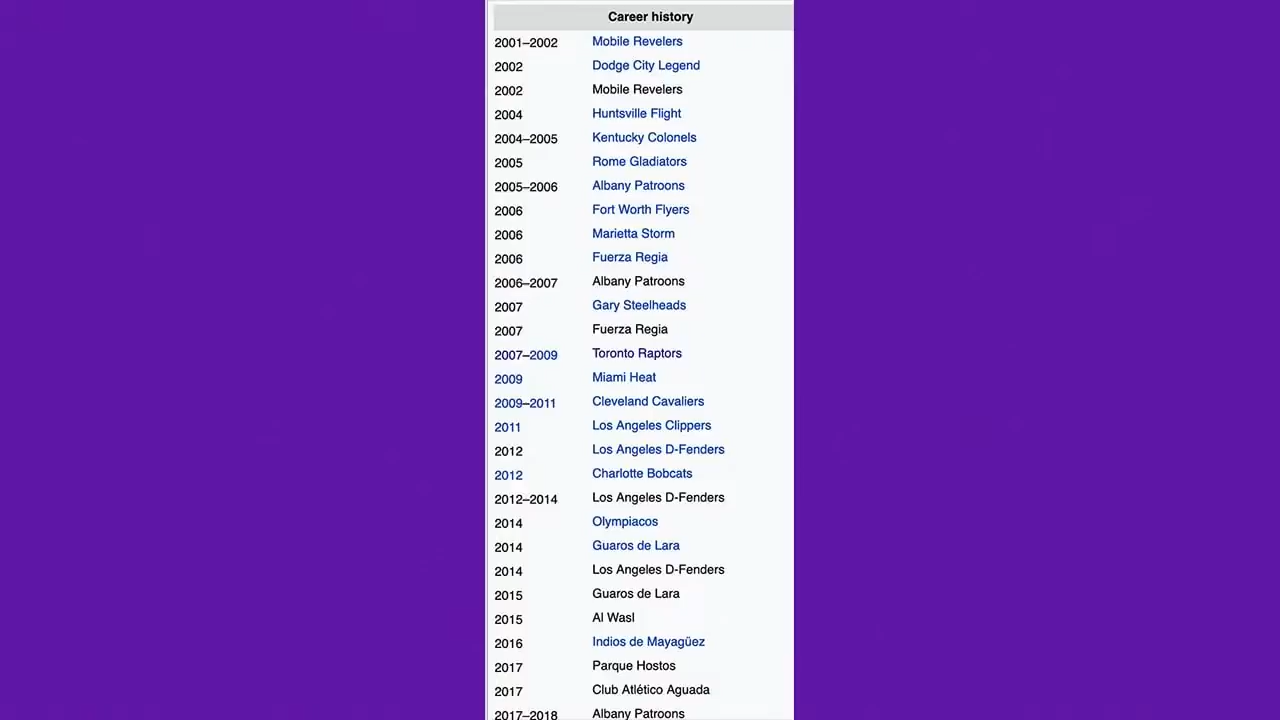 Career history
2001–2002 Mobile Revelers
2002 Dodge City Legend
2002 Mobile Revelers
2004 Huntsville Flight
2004–2005 Kentucky Colonels
2005 Rome Gladiators
2005–2006 Albany Patroons
2006 Fort Worth Flyers
2006 Marietta Storm
2006 Fuerza Regia
2006–2007 Albany Patroons
2007 Gary Steelheads
2007 Fuerza Regia
2007–2009 Toronto Raptors
2009 Miami Heat
2009–2011 Cleveland Cavaliers
2011 Los Angeles Clippers
2012 Los Angeles D-Fenders
2012 Charlotte Bobcats
2012–2014 Los Angeles D-Fenders
2014 Olympiacos
2014 Guaros de Lara
2014 Los Angeles D-Fenders
2015 Guaros de Lara
2015 Al Wasl
2016 Indios de Mayagüez
2017 Parque Hostos
2017 Club Atlético Aguada
2017–2018 Albany Patroons